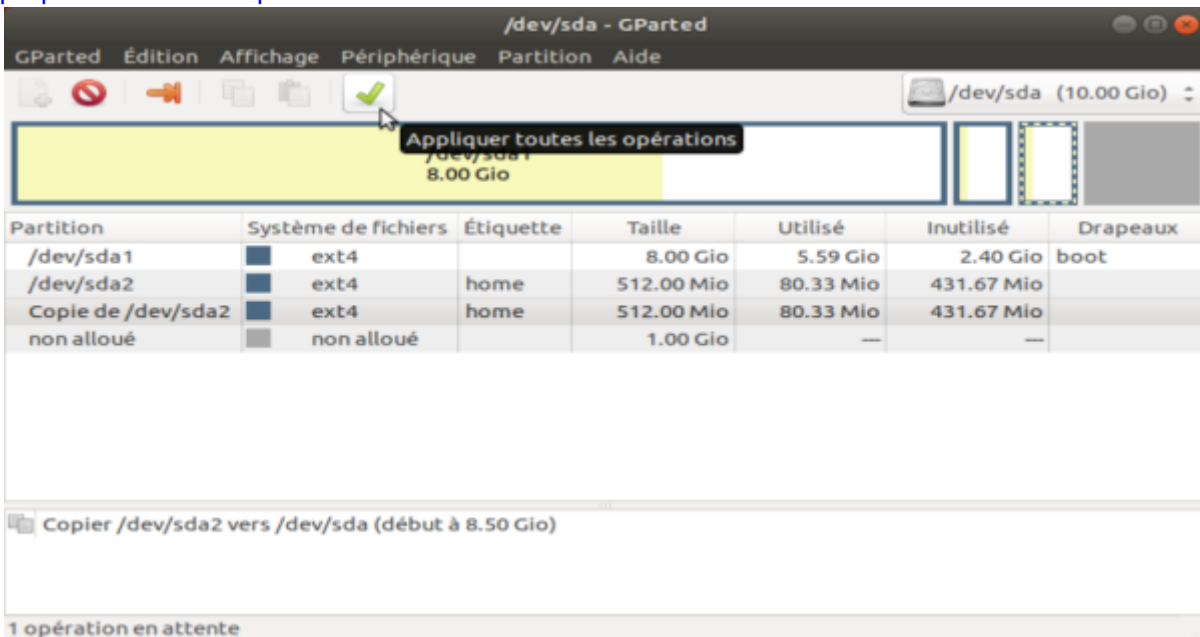 /dev/sda - GParted
GParted Édition Affichage Périphérique Partition Aide
/dev/sda (10.00 Gio)
Appliquer toutes les opérations
/dev/sda1
8.00 Gio
Partition Système de fichiers Étiquette Taille Utilisé Inutilisé Drapeaux
/dev/sda1 ext4 8.00 Gio 5.59 Gio 2.40 Gio boot
/dev/sda2 ext4 home 512.00 Mio 80.33 Mio 431.67 Mio
Copie de /dev/sda2 ext4 home 512.00 Mio 80.33 Mio 431.67 Mio
non alloué non alloué 1.00 Gio --- ---
Copier /dev/sda2 vers /dev/sda (début à 8.50 Gio)
1 opération en attente